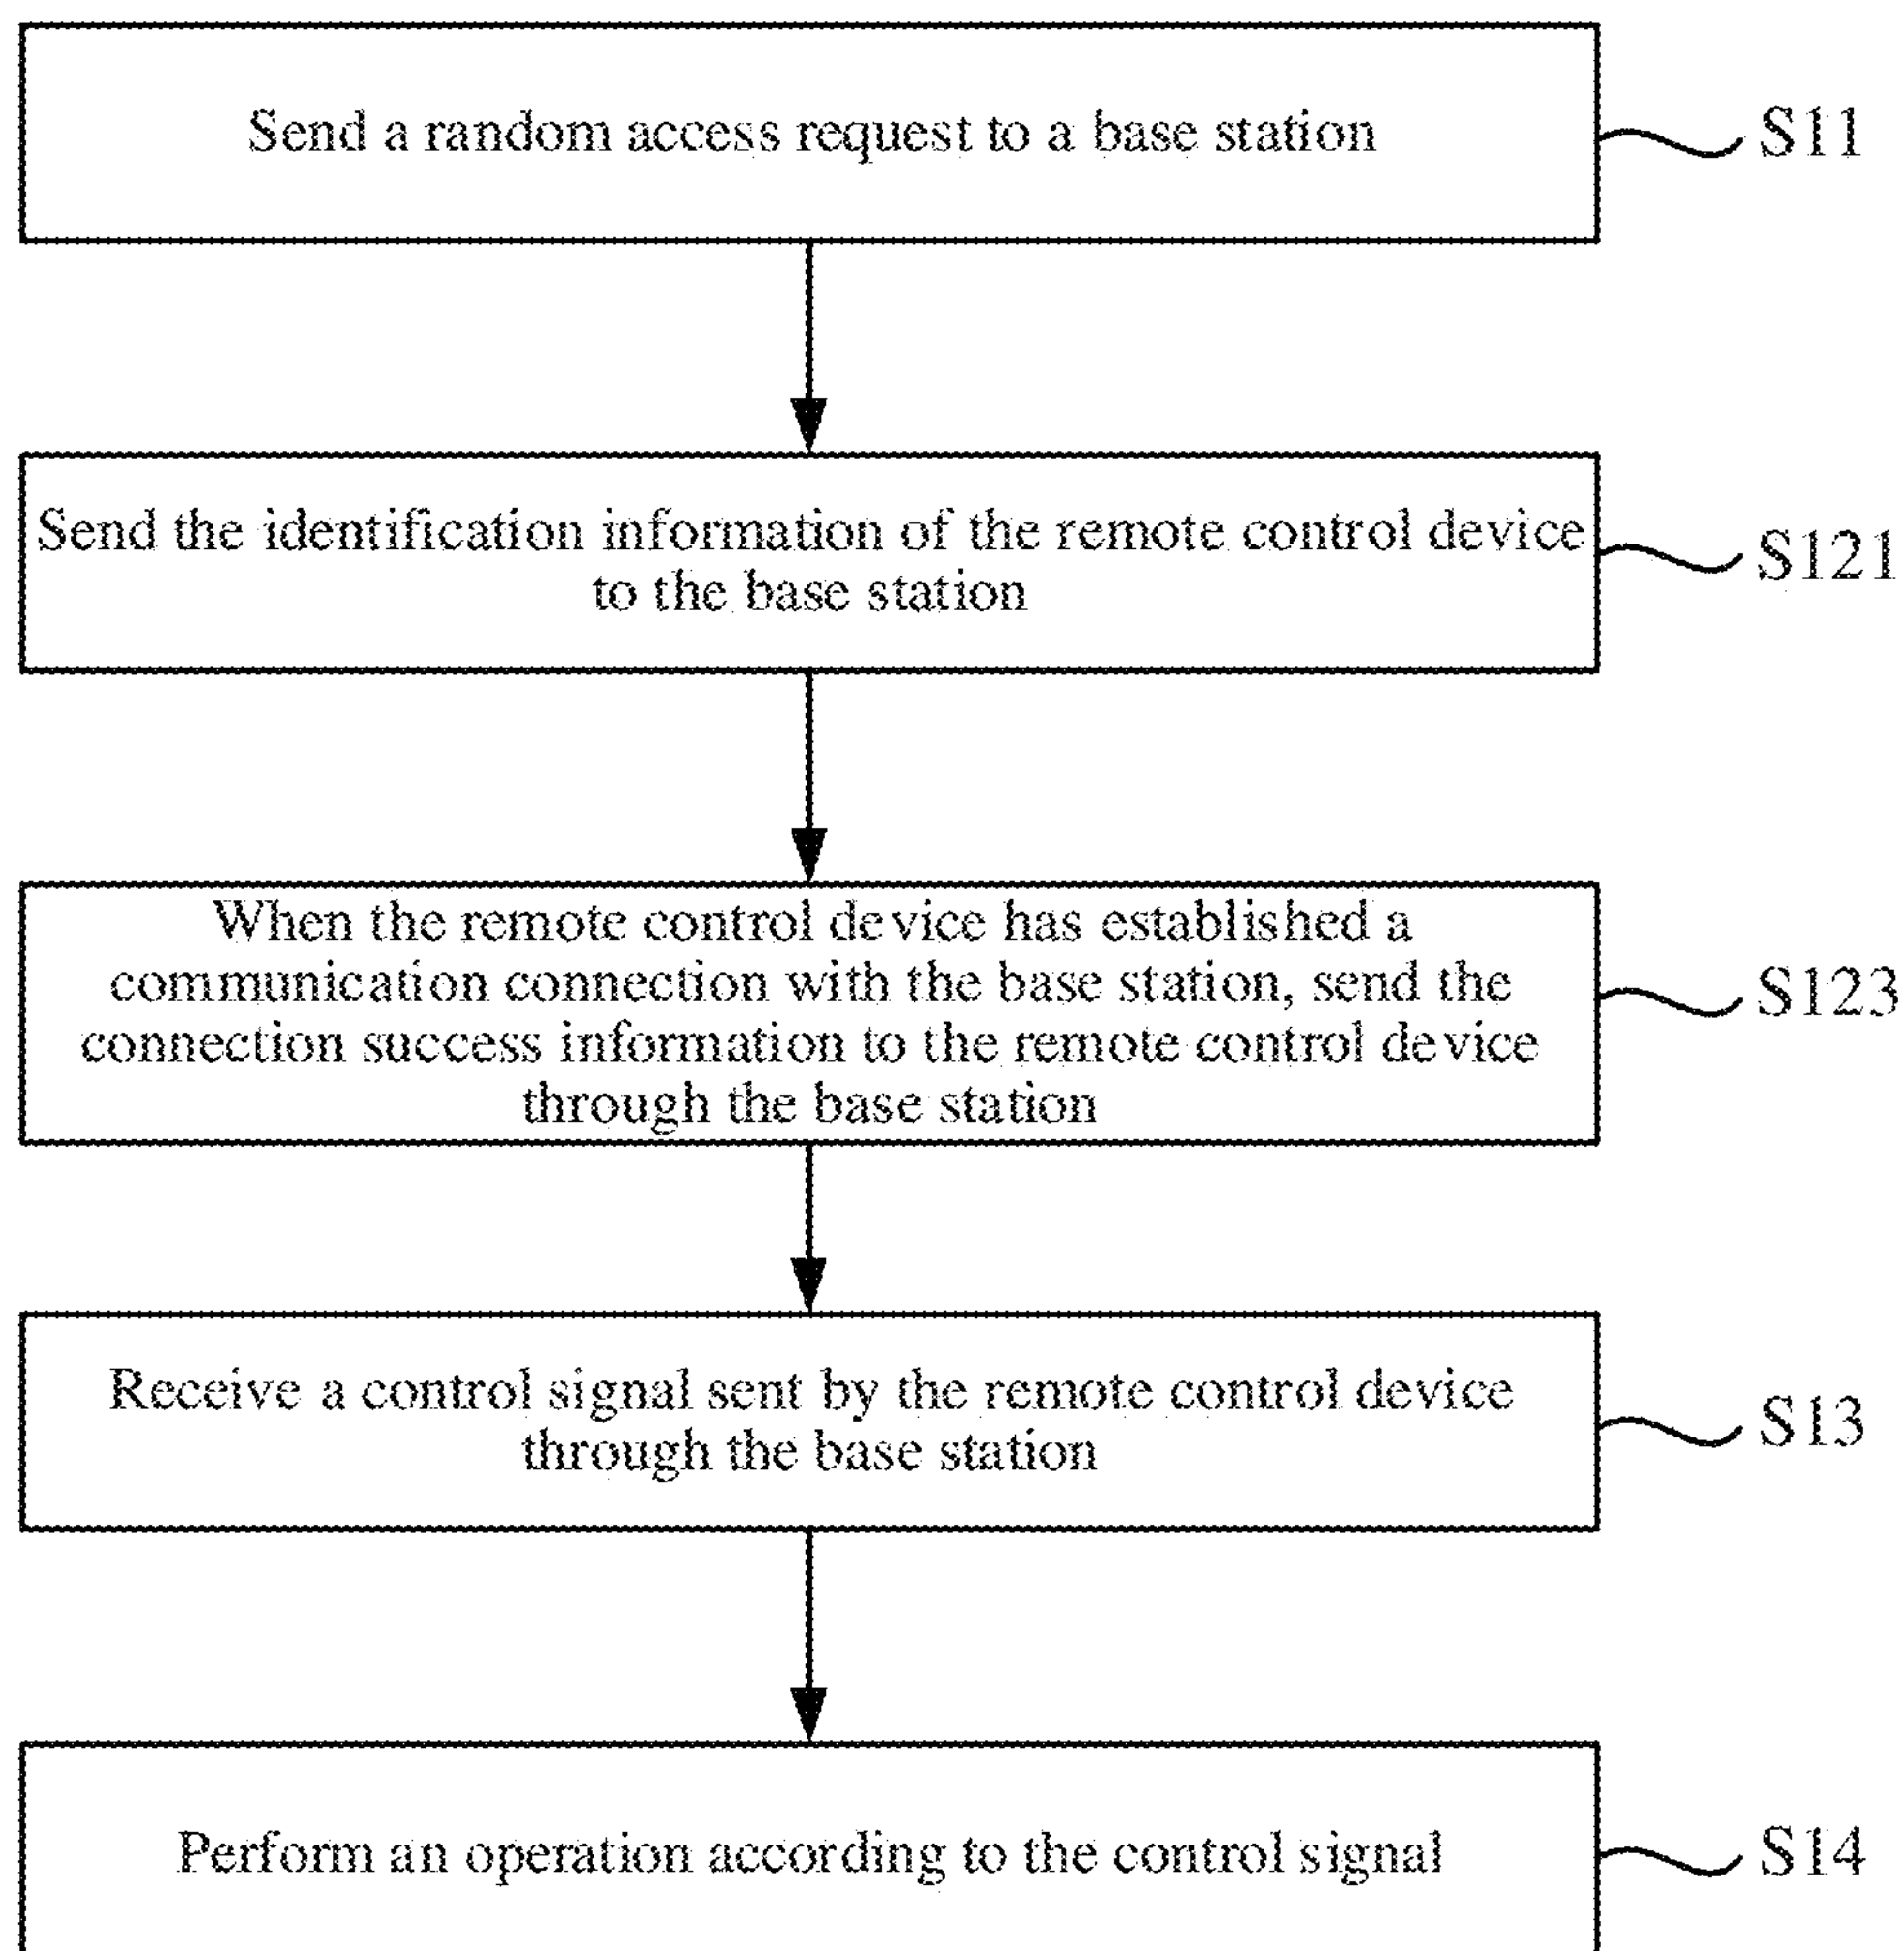 Send a random access request to a base station
S11
Send the identification information of the remote control device
to the base station
S121
When the remote control device has established a
communication connection with the base station, send the
connection success information to the remote control device
through the base station
S123
Receive a control signal sent by the remote control device
through the base station
S13
Perform an operation according to the control signal
S14